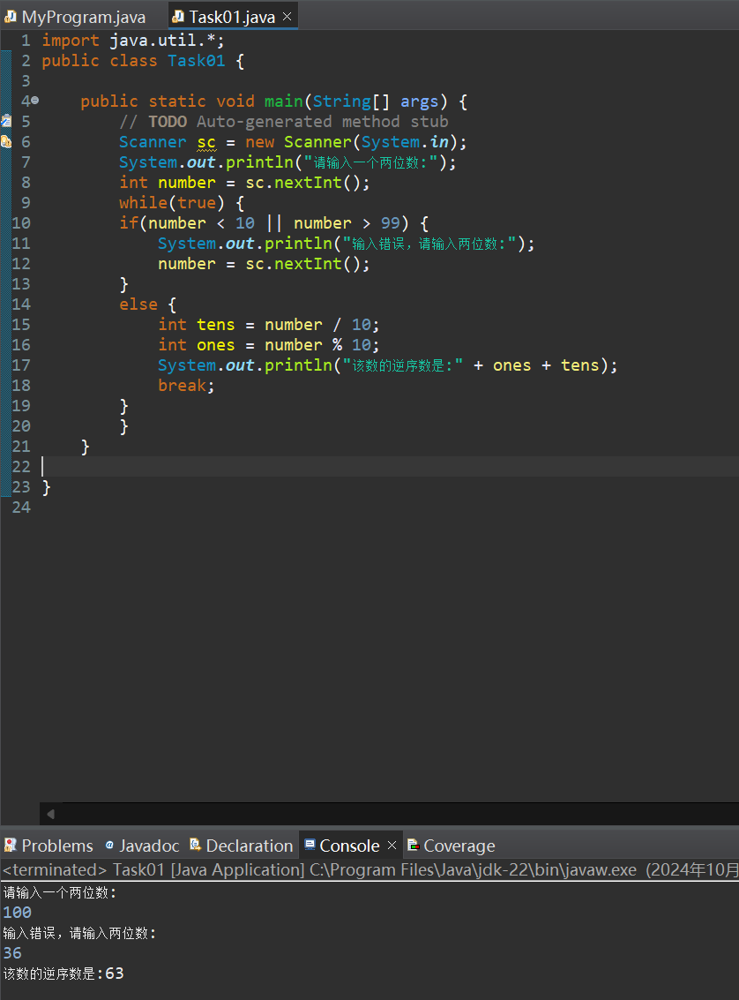 MyProgram.java Task01.java
1 import java.util.*;
2 public class Task01 {
3
4 public static void main(String[] args) {
5 // TODO Auto-generated method stub
6 Scanner sc = new Scanner(System.in);
7 System.out.println("请输入一个两位数:");
8 int number = sc.nextInt();
9 while(true) {
10 if(number < 10 || number > 99) {
11 System.out.println("输入错误，请输入两位数:");
12 number = sc.nextInt();
13 }
14 else {
15 int tens = number / 10;
16 int ones = number % 10;
17 System.out.println("该数的逆序数是:" + ones + tens);
18 break;
19 }
20 }
21 }
22
23 }
24
Problems Javadoc Declaration Console Coverage
<terminated> Task01 [Java Application] C:\Program Files\Java\jdk-22\bin\javaw.exe (2024年10月
请输入一个两位数:
100
输入错误，请输入两位数:
36
该数的逆序数是:63